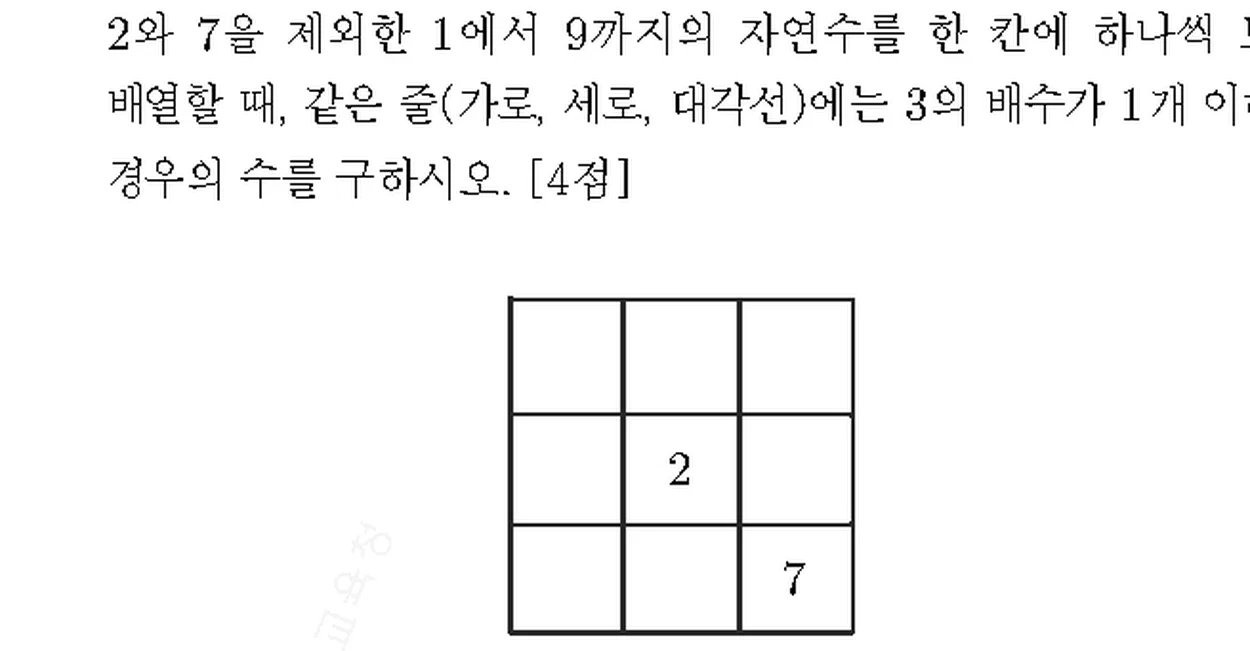 2와 7을 제외한 1에서 9까지의 자연수를 한 칸에 하나씩
배열할 때, 같은 줄(가로, 세로, 대각선)에는 3의 배수가 1개
경우의 수를 구하시오. [4점]
2
7
교육청